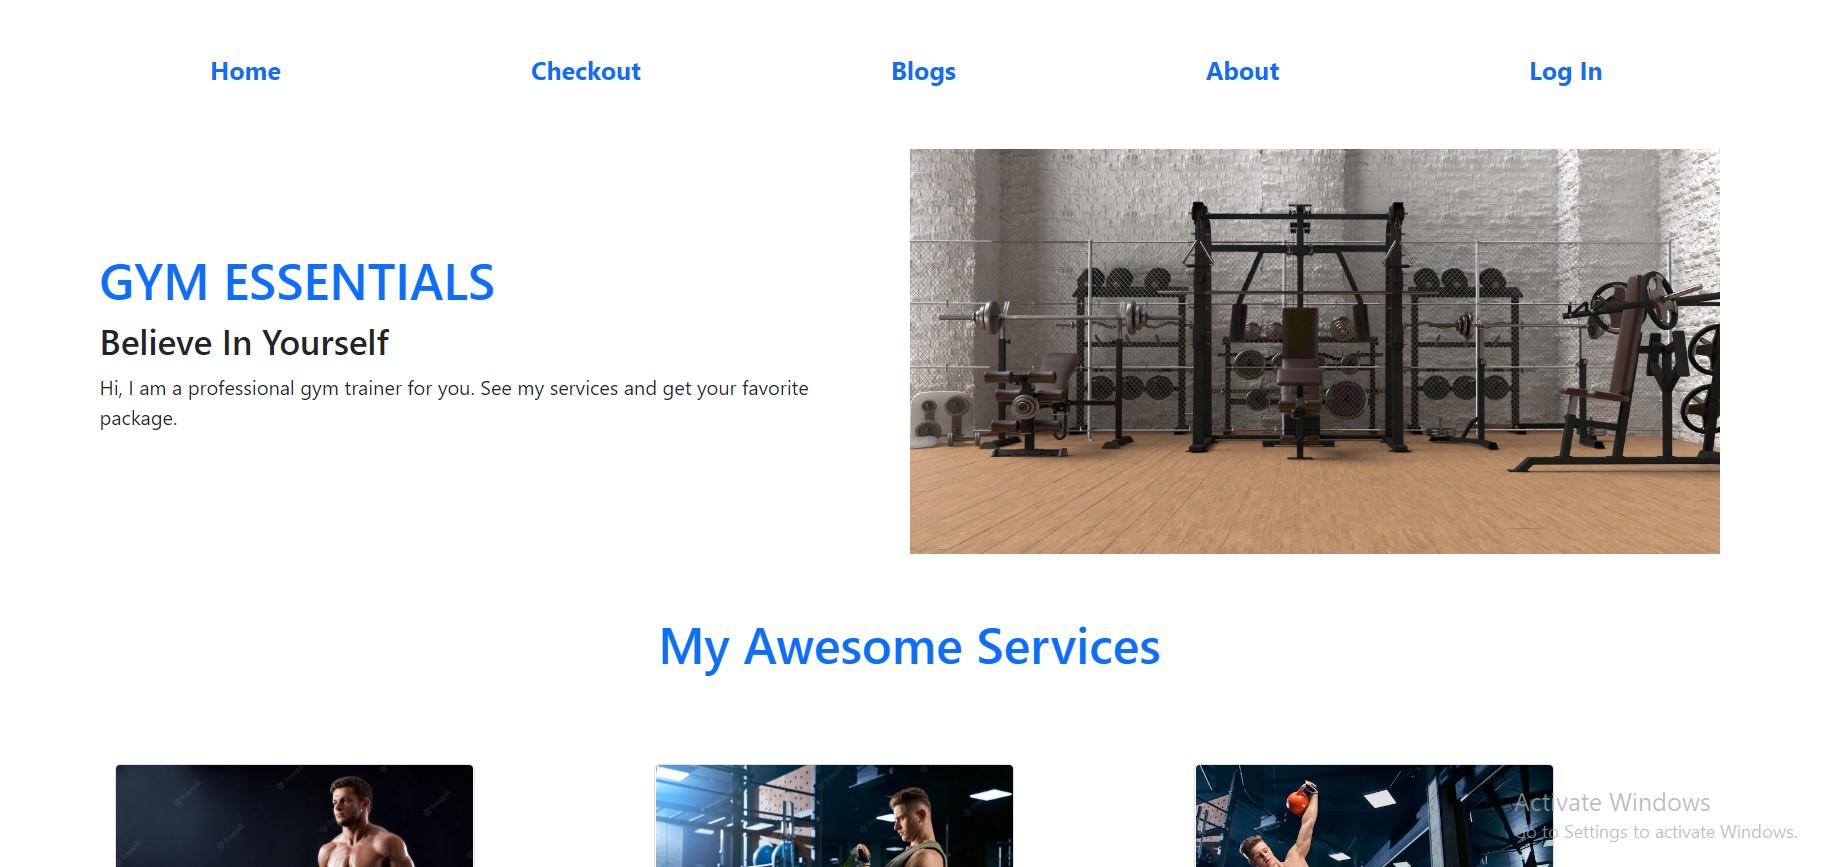 Home Checkout Blogs About Log In
GYM ESSENTIALS
Believe In Yourself
Hi, I am a professional gym trainer for you. See my services and get your favorite
package.
My Awesome Services
Activate Windows
Go to Settings to activate Windows.